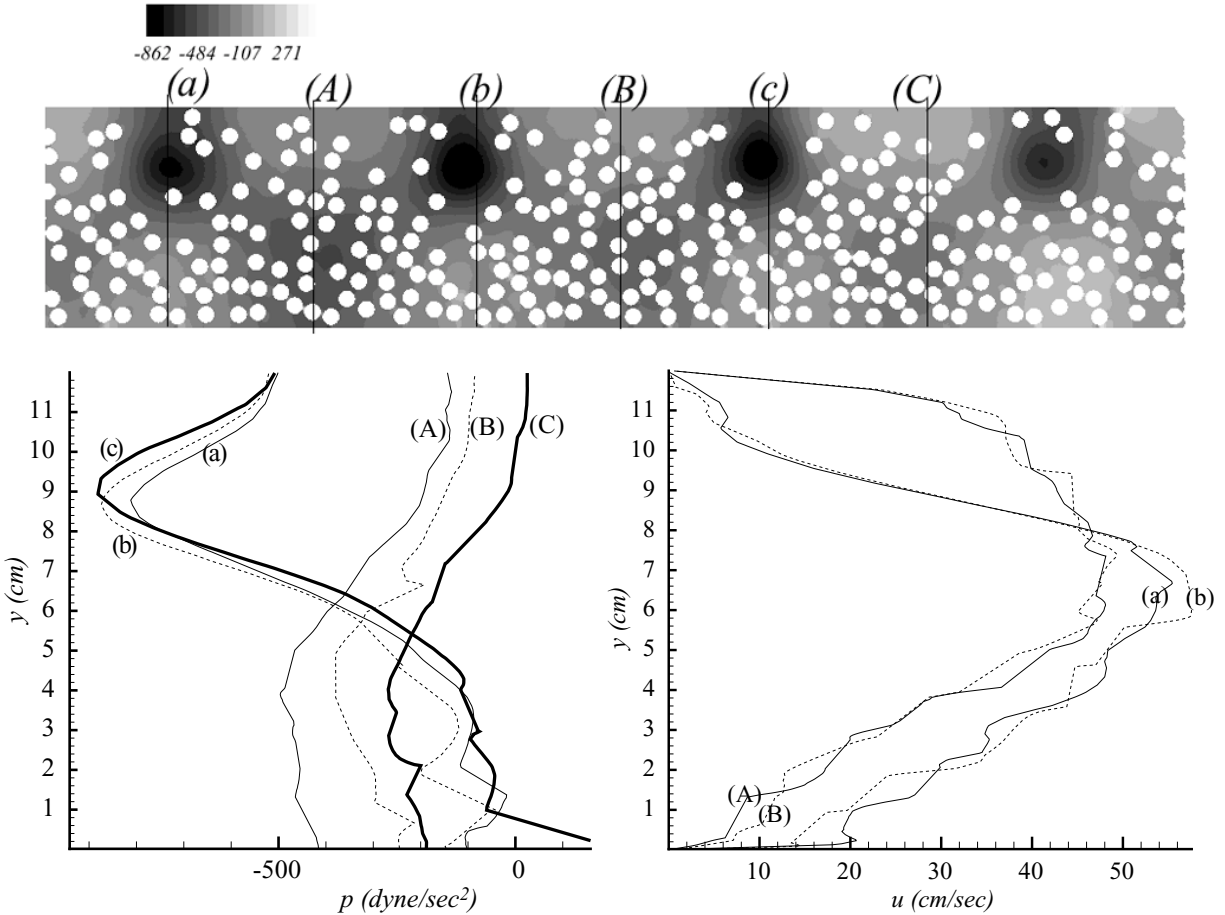 -862 -484 -107 271
(a) (A) (b) (B) (c) (C)
11
10
9
8
7
6
5
4
3
2
1
y (cm)
(c)
(a)
(b)
(A)
(B)
(C)
-500 0
p (dyne/sec²)
11
10
9
8
7
6
5
4
3
2
1
y (cm)
(a)
(b)
(A)
(B)
10 20 30 40 50
u (cm/sec)